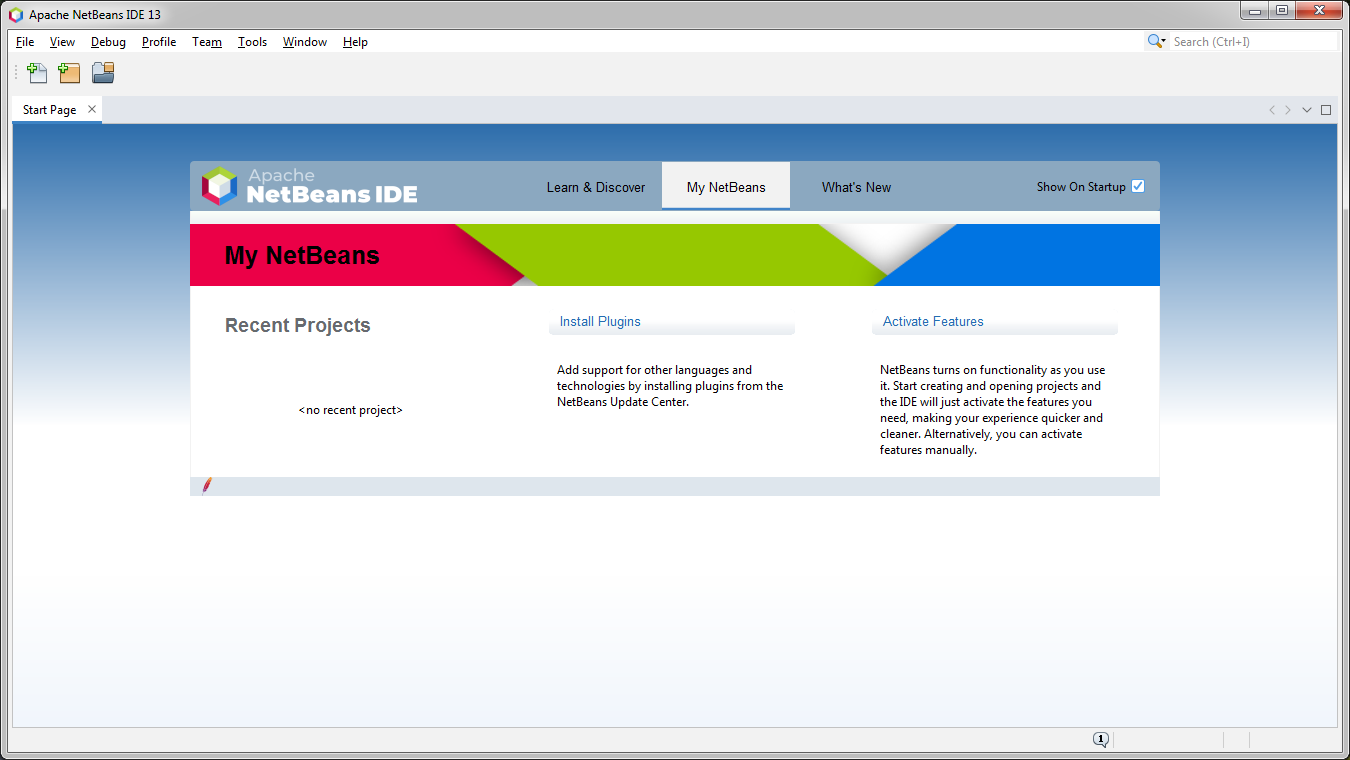 Apache NetBeans IDE 13
File View Debug Profile Team Tools Window Help
Search (Ctrl+I)
Start Page
Apache
NetBeans IDE
Learn & Discover
My NetBeans
What's New
Show On Startup
My NetBeans
Recent Projects
<no recent project>
Install Plugins
Add support for other languages and
technologies by installing plugins from the
NetBeans Update Center.
Activate Features
NetBeans turns on functionality as you use
it. Start creating and opening projects and
the IDE will just activate the features you
need, making your experience quicker and
cleaner. Alternatively, you can activate
features manually.
1